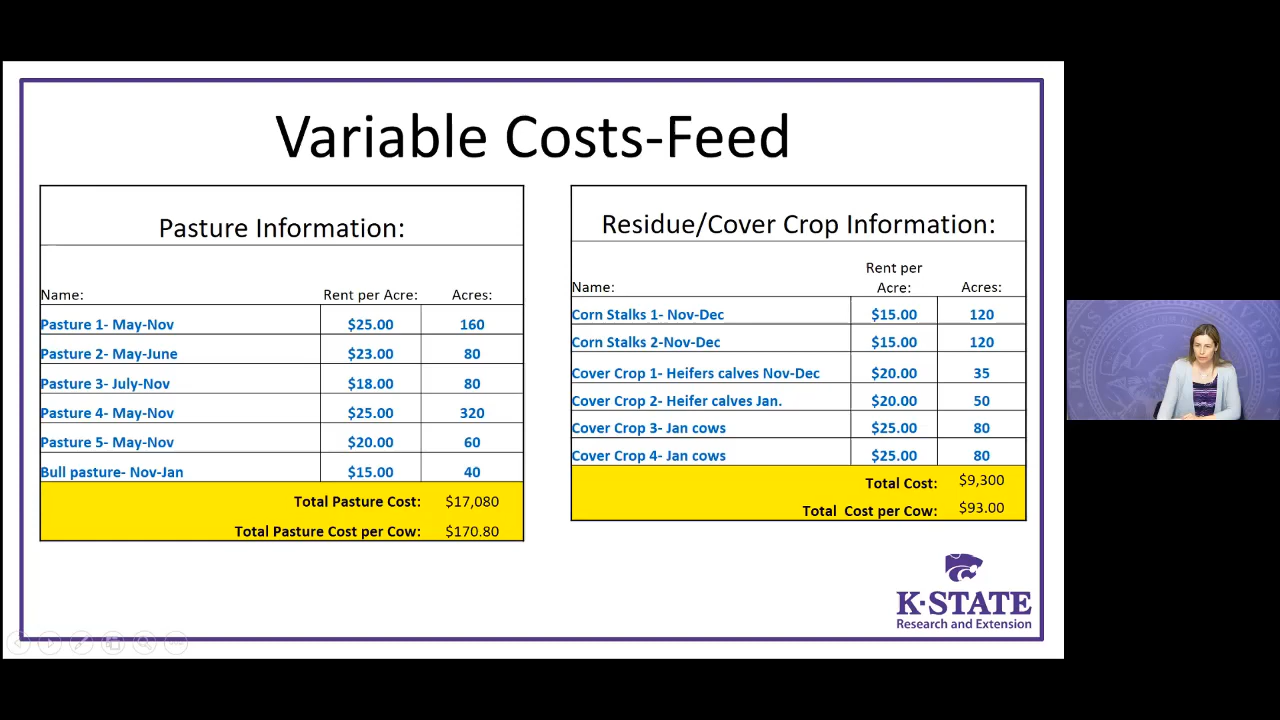 Variable Costs-Feed
Pasture Information:
Name: Rent per Acre: Acres:
Pasture 1- May-Nov $25.00 160
Pasture 2- May-June $23.00 80
Pasture 3- July-Nov $18.00 80
Pasture 4- May-Nov $25.00 320
Pasture 5- May-Nov $20.00 60
Bull pasture- Nov-Jan $15.00 40
Total Pasture Cost: $17,080
Total Pasture Cost per Cow: $170.80
Residue/Cover Crop Information:
Rent per
Name: Acre: Acres:
Corn Stalks 1- Nov-Dec $15.00 120
Corn Stalks 2-Nov-Dec $15.00 120
Cover Crop 1- Heifers calves Nov-Dec $20.00 35
Cover Crop 2- Heifer calves Jan. $20.00 50
Cover Crop 3- Jan cows $25.00 80
Cover Crop 4- Jan cows $25.00 80
Total Cost: $9,300
Total Cost per Cow: $93.00
K-STATE
Research and Extension